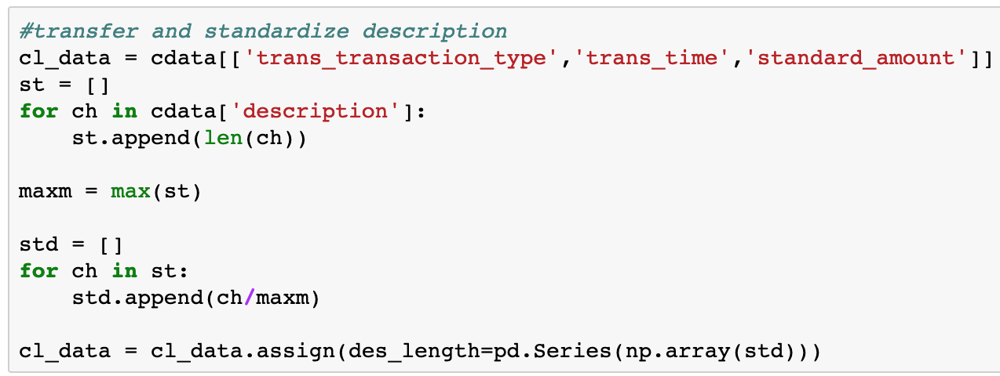 #transfer and standardize description
cl_data = cdata[['trans_transaction_type','trans_time','standard_amount']]
st = []
for ch in cdata['description']:
    st.append(len(ch))

maxm = max(st)

std = []
for ch in st:
    std.append(ch/maxm)

cl_data = cl_data.assign(des_length=pd.Series(np.array(std)))